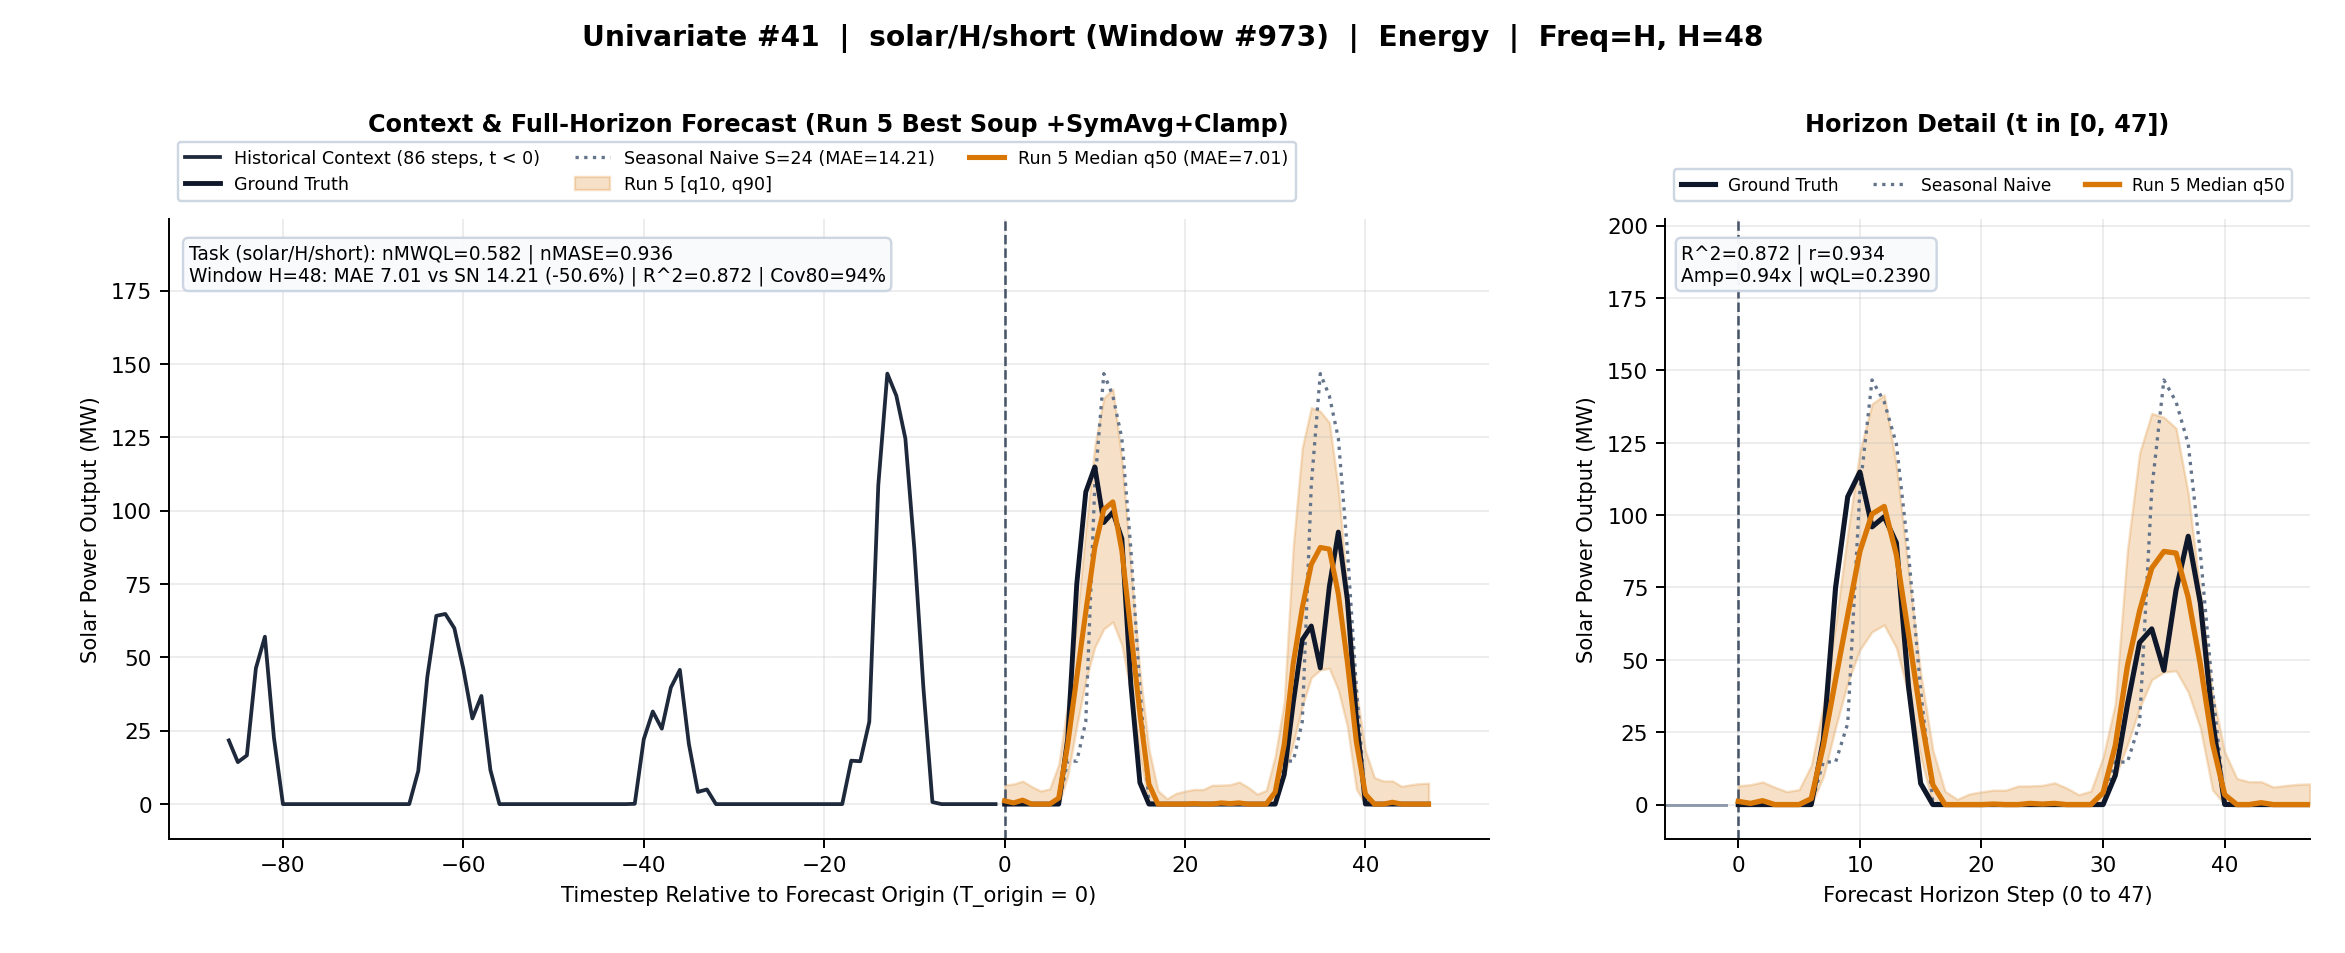 Univariate #41 | solar/H/short (Window #973) | Energy | Freq=H, H=48
Context & Full-Horizon Forecast (Run 5 Best Soup +SymAvg+Clamp)
Historical Context (86 steps, t < 0)
Ground Truth
Seasonal Naive S=24 (MAE=14.21)
Run 5 [q10, q90]
Run 5 Median q50 (MAE=7.01)
Task (solar/H/short): nMWQL=0.582 | nMASE=0.936
Window H=48: MAE 7.01 vs SN 14.21 (-50.6%) | R^2=0.872 | Cov80=94%
Solar Power Output (MW)
175
150
125
100
75
50
25
0
−80
−60
−40
−20
0
20
40
Timestep Relative to Forecast Origin (T_origin = 0)
Horizon Detail (t in [0, 47])
Ground Truth
Seasonal Naive
Run 5 Median q50
R^2=0.872 | r=0.934
Amp=0.94x | wQL=0.2390
Solar Power Output (MW)
200
175
150
125
100
75
50
25
0
0
10
20
30
40
Forecast Horizon Step (0 to 47)